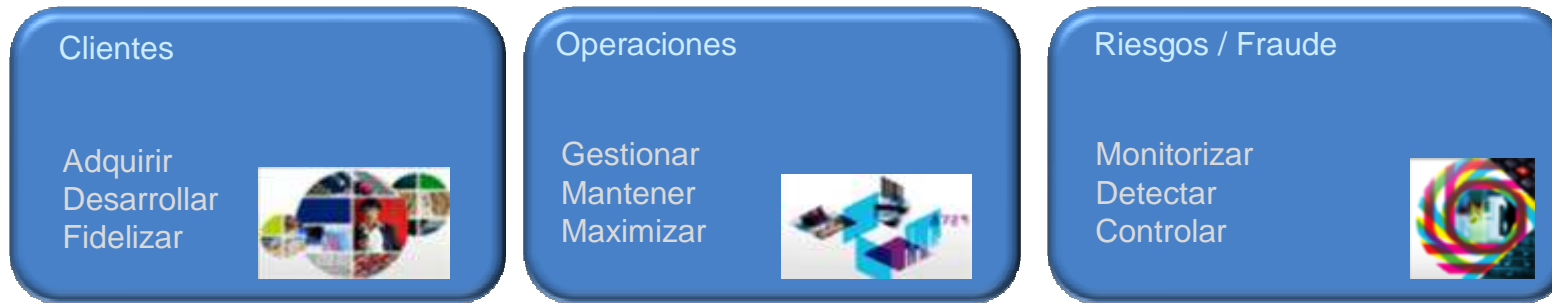 Clientes
Adquirir
Desarrollar
Fidelizar
Operaciones
Gestionar
Mantener
Maximizar
Riesgos / Fraude
Monitorizar
Detectar
Controlar